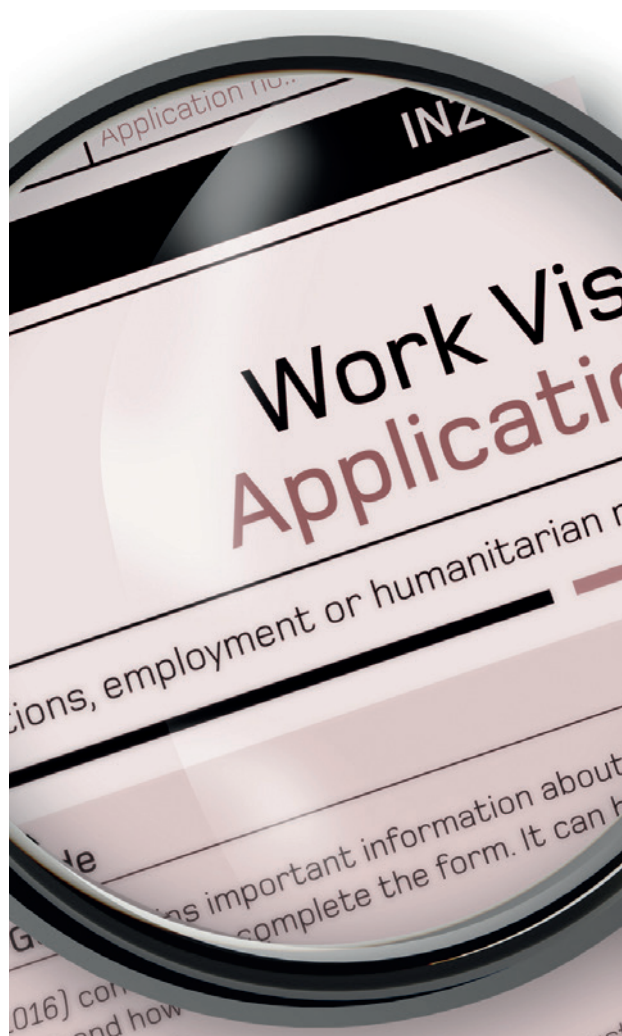 Application no.:
INZ
Work Vis
Applicatio
tions, employment or humanitarian
de
ins important information about
complete the form. It can
016) con
and how